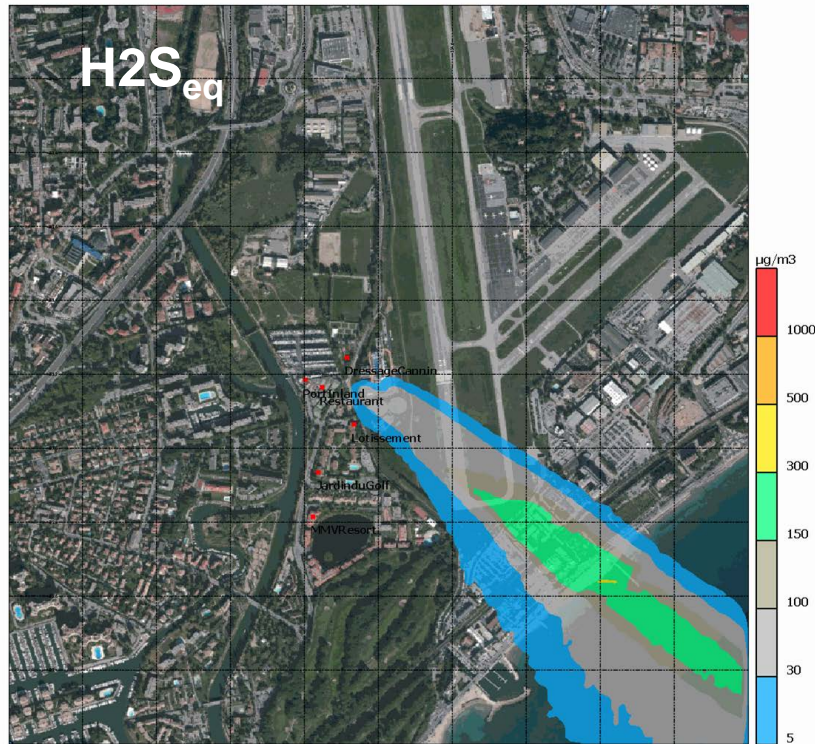 H2Seq
µg/m3
1000
500
300
150
100
30
5
DressageCannin...
PortInland
Restaurant
Lotissement
JardinduGolf
MMVResort